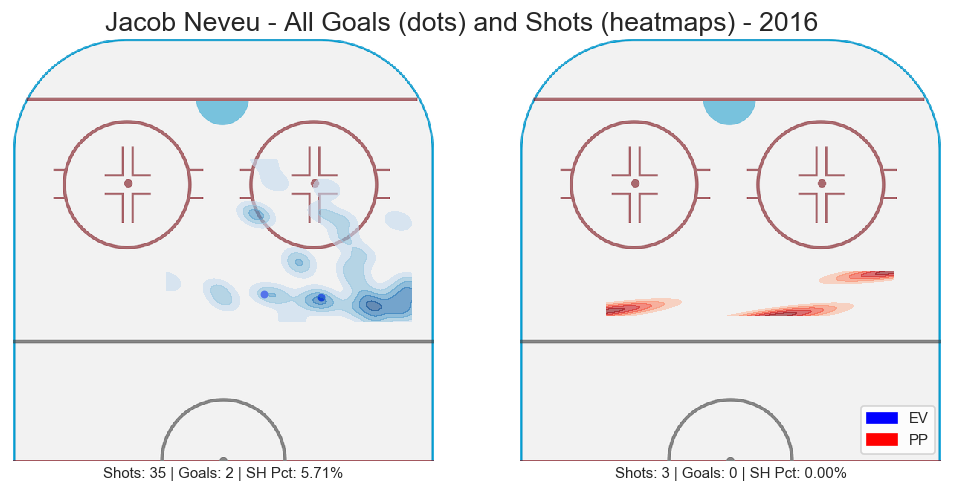 Jacob Neveu - All Goals (dots) and Shots (heatmaps) - 2016
EV
PP
Shots: 35 | Goals: 2 | SH Pct: 5.71%
Shots: 3 | Goals: 0 | SH Pct: 0.00%